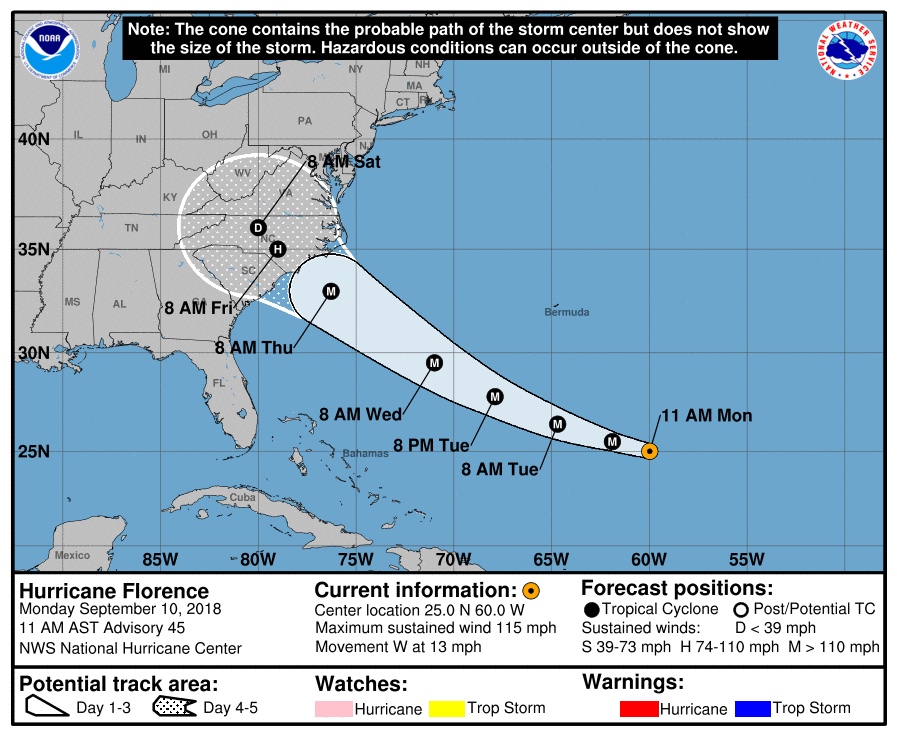 Note: The cone contains the probable path of the storm center but does not show
the size of the storm. Hazardous conditions can occur outside of the cone.
NOAA
NATIONAL WEATHER SERVICE
MI
NY
NH
MA
CT
RI
PA
NJ
IL
IN
OH
40N
8 AM Sat
WV
KY
VA
D
TN
NC
35N
H
SC
M
MS
AL
GA
8 AM Fri
Bermuda
8 AM Thu
30N
M
FL
M
8 AM Wed
11 AM Mon
M
8 PM Tue
M
25N
Bahamas
8 AM Tue
Cuba
Mexico
85W
80W
75W
70W
65W
60W
55W
Hurricane Florence
Monday September 10, 2018
11 AM AST Advisory 45
NWS National Hurricane Center
Current information:
Center location 25.0 N 60.0 W
Maximum sustained wind 115 mph
Movement W at 13 mph
Forecast positions:
Tropical Cyclone Post/Potential TC
Sustained winds: D < 39 mph
S 39-73 mph H 74-110 mph M > 110 mph
Potential track area:
Day 1-3 Day 4-5
Watches:
Hurricane Trop Storm
Warnings:
Hurricane Trop Storm